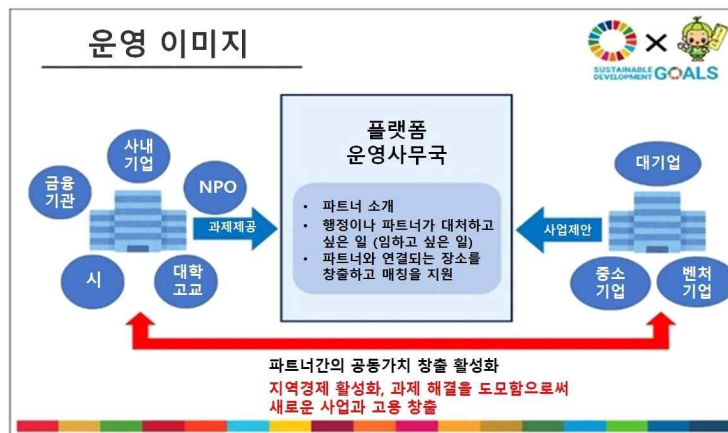 운영 이미지
SUSTAINABLE
DEVELOPMENT GOALS
사내
기업
금융
기관
NPO
시
대학
고교
과제제공
플랫폼
운영사무국
• 파트너 소개
• 행정이나 파트너가 대처하고
싶은 일 (임하고 싶은 일)
• 파트너와 연결되는 장소를
창출하고 매칭을 지원
사업제안
대기업
중소
기업
벤처
기업
파트너간의 공동가치 창출 활성화
지역경제 활성화, 과제 해결을 도모함으로써
새로운 사업과 고용 창출